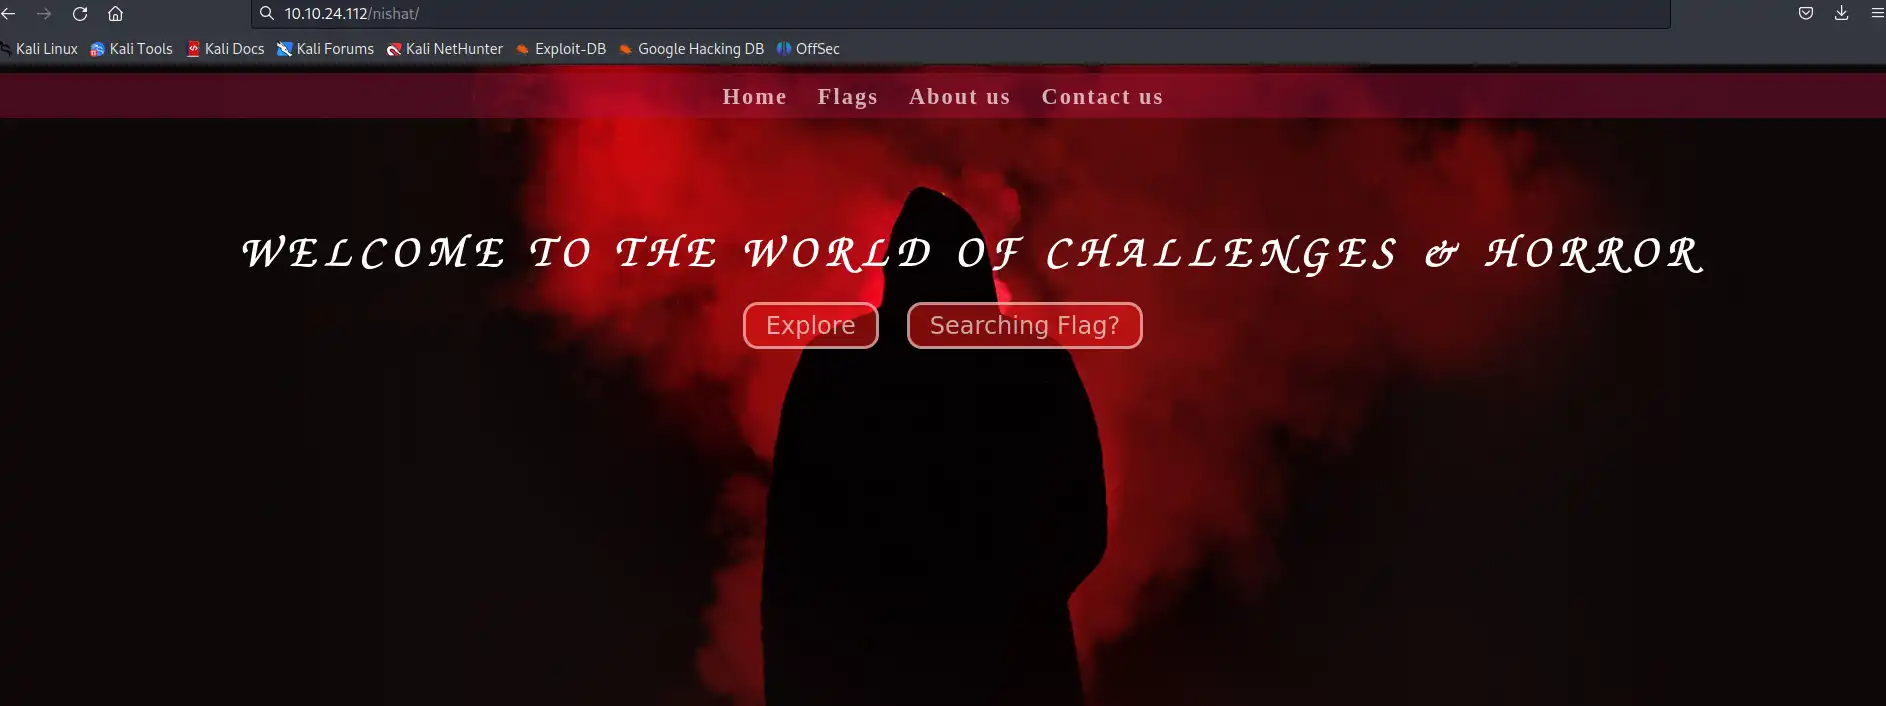 10.10.24.112/nishat/
Kali Linux Kali Tools Kali Docs Kali Forums Kali NetHunter Exploit-DB Google Hacking DB OffSec
Home Flags About us Contact us
WELCOME TO THE WORLD OF CHALLENGES & HORROR
Explore Searching Flag?